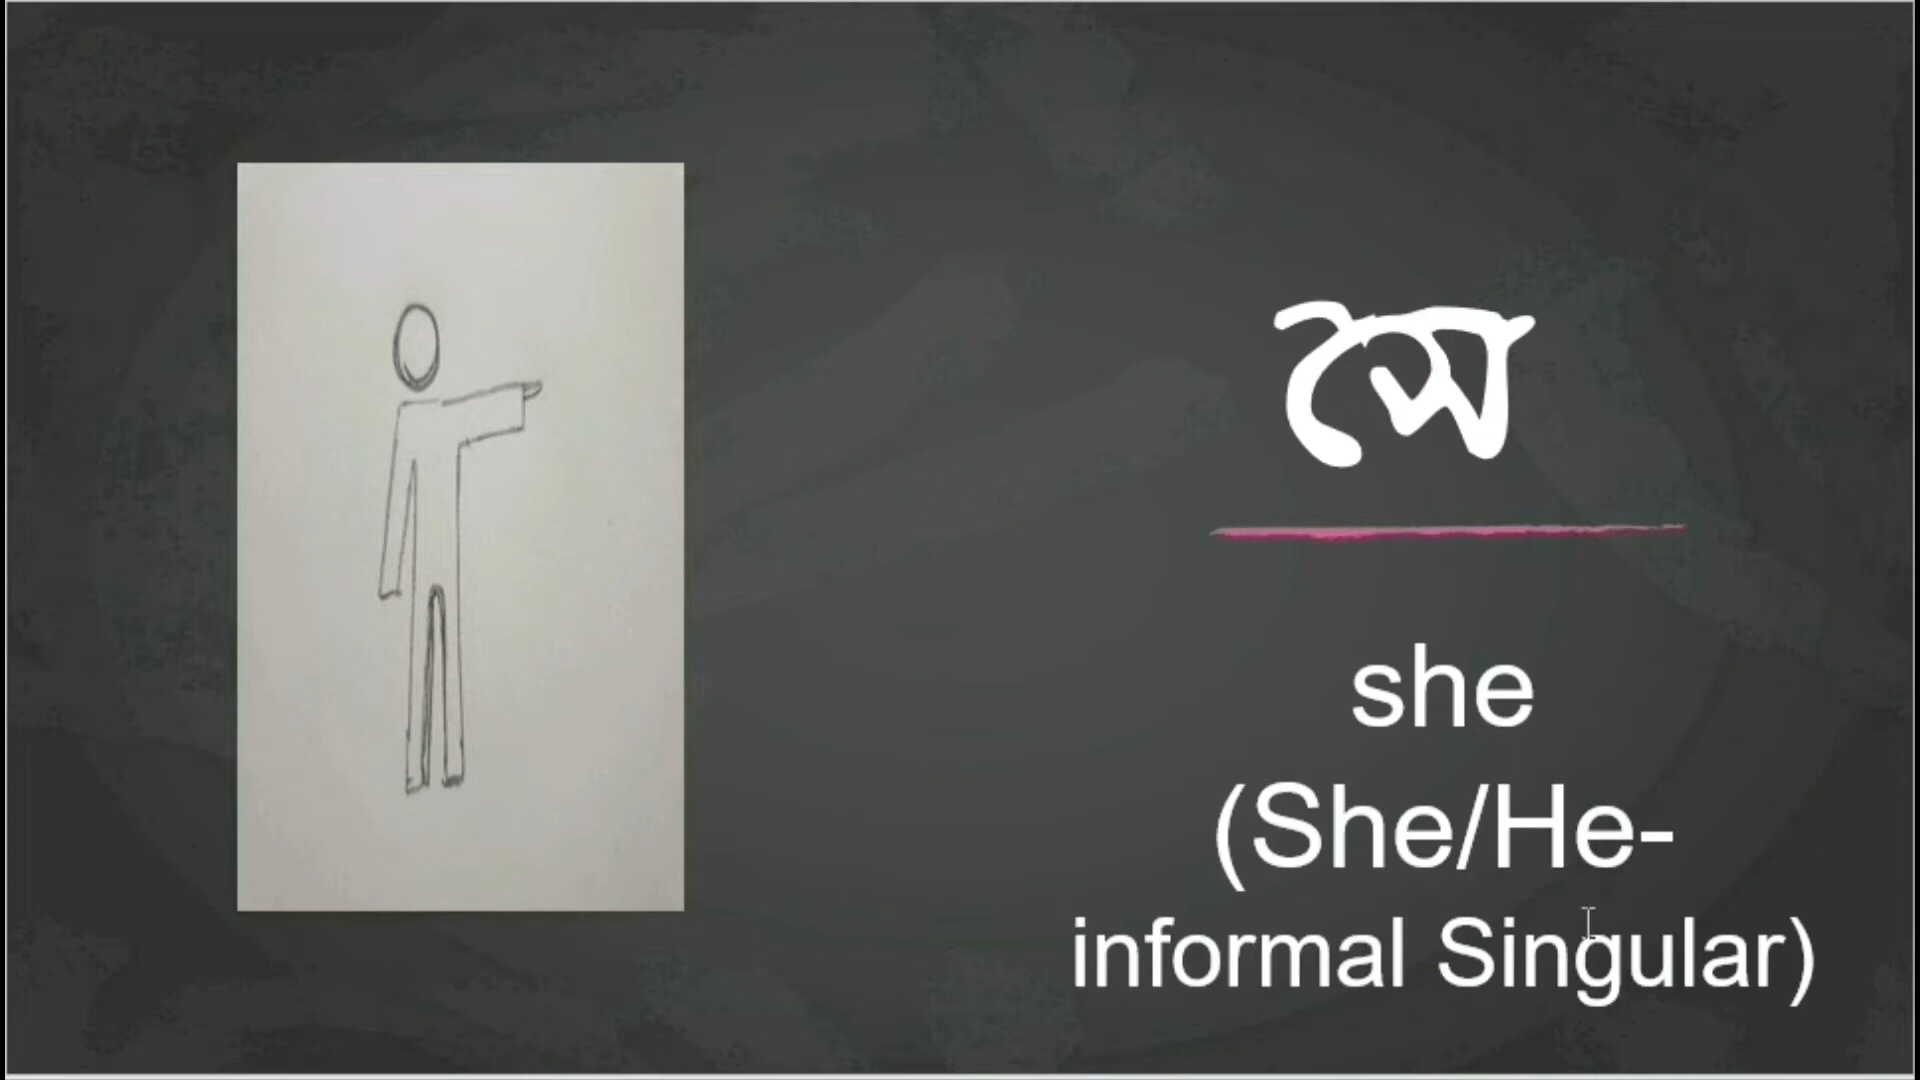 সে
she
(She/He-
informal Singular)